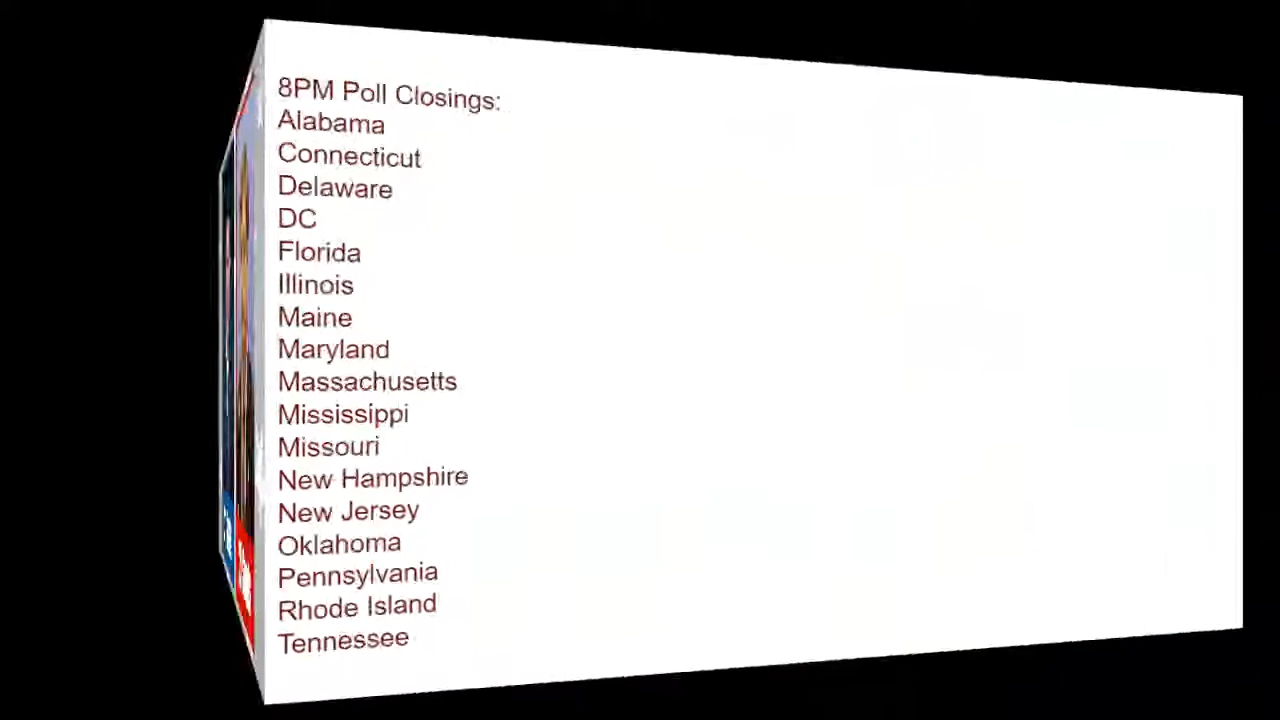 8PM Poll Closings:
Alabama
Connecticut
Delaware
DC
Florida
Illinois
Maine
Maryland
Massachusetts
Mississippi
Missouri
New Hampshire
New Jersey
Oklahoma
Pennsylvania
Rhode Island
Tennessee